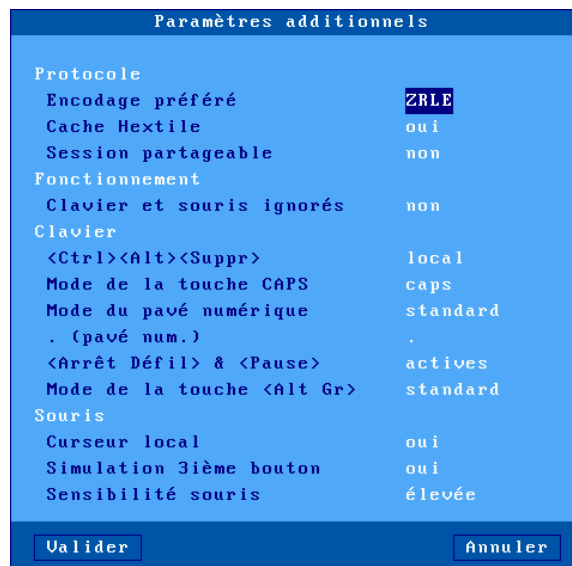 Paramètres additionnels
Protocole
Encodage préféré ZRLE
Cache Hextile oui
Session partageable non
Fonctionnement
Clavier et souris ignorés non
Clavier
<Ctrl><Alt><Suppr> local
Mode de la touche CAPS caps
Mode du pavé numérique standard
. (pavé num.) .
<Arrêt Défil> & <Pause> actives
Mode de la touche <Alt Gr> standard
Souris
Curseur local oui
Simulation 3ième bouton oui
Sensibilité souris élevée
Valider Annuler